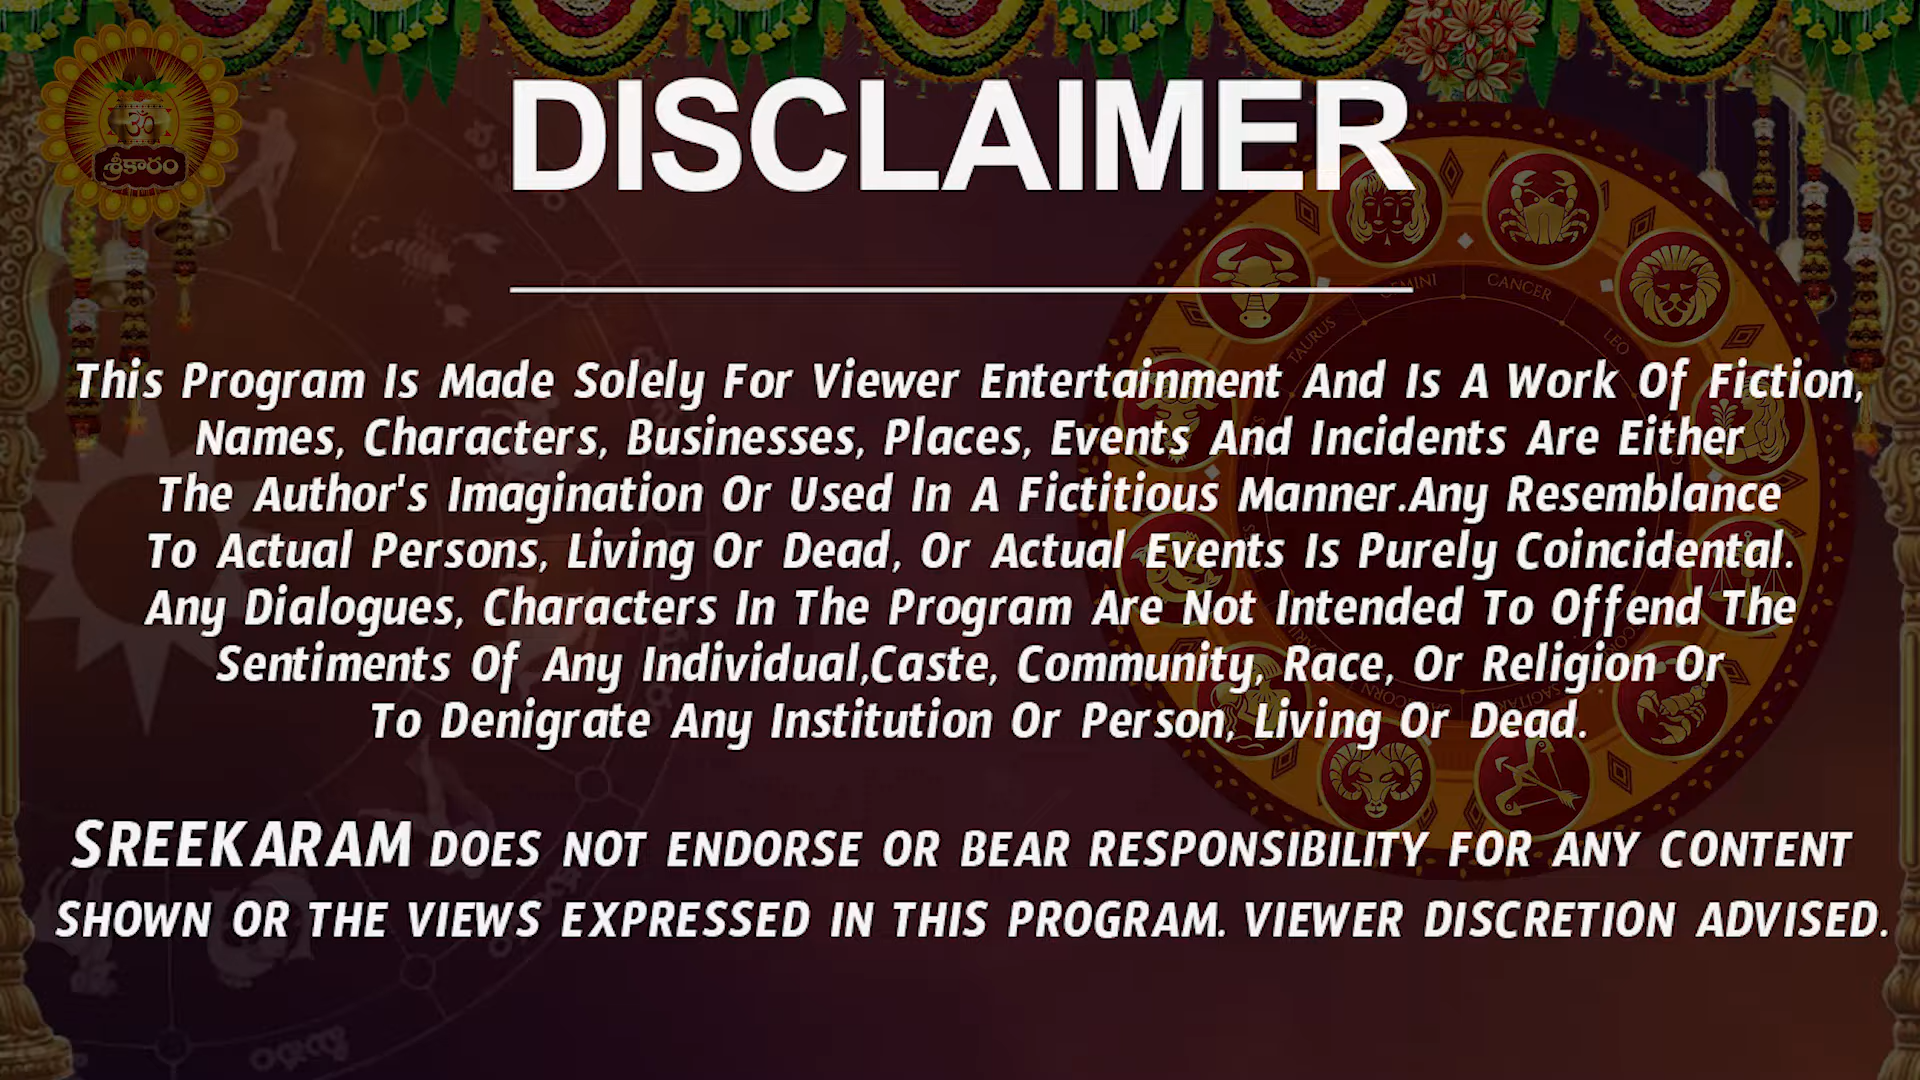 ఓం
శ్రీకారం
DISCLAIMER
GEMINI
CANCER
TAURUS
LEO
This Program Is Made Solely For Viewer Entertainment And Is A Work Of Fiction,
Names, Characters, Businesses, Places, Events And Incidents Are Either
The Author's Imagination Or Used In A Fictitious Manner.Any Resemblance
To Actual Persons, Living Or Dead, Or Actual Events Is Purely Coincidental.
Any Dialogues, Characters In The Program Are Not Intended To Offend The
Sentiments Of Any Individual,Caste, Community, Race, Or Religion Or
To Denigrate Any Institution Or Person, Living Or Dead.
SREEKARAM DOES NOT ENDORSE OR BEAR RESPONSIBILITY FOR ANY CONTENT
SHOWN OR THE VIEWS EXPRESSED IN THIS PROGRAM. VIEWER DISCRETION ADVISED.